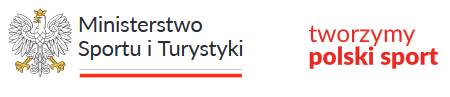 Ministerstwo
Sportu i Turystyki
tworzymy
polski sport